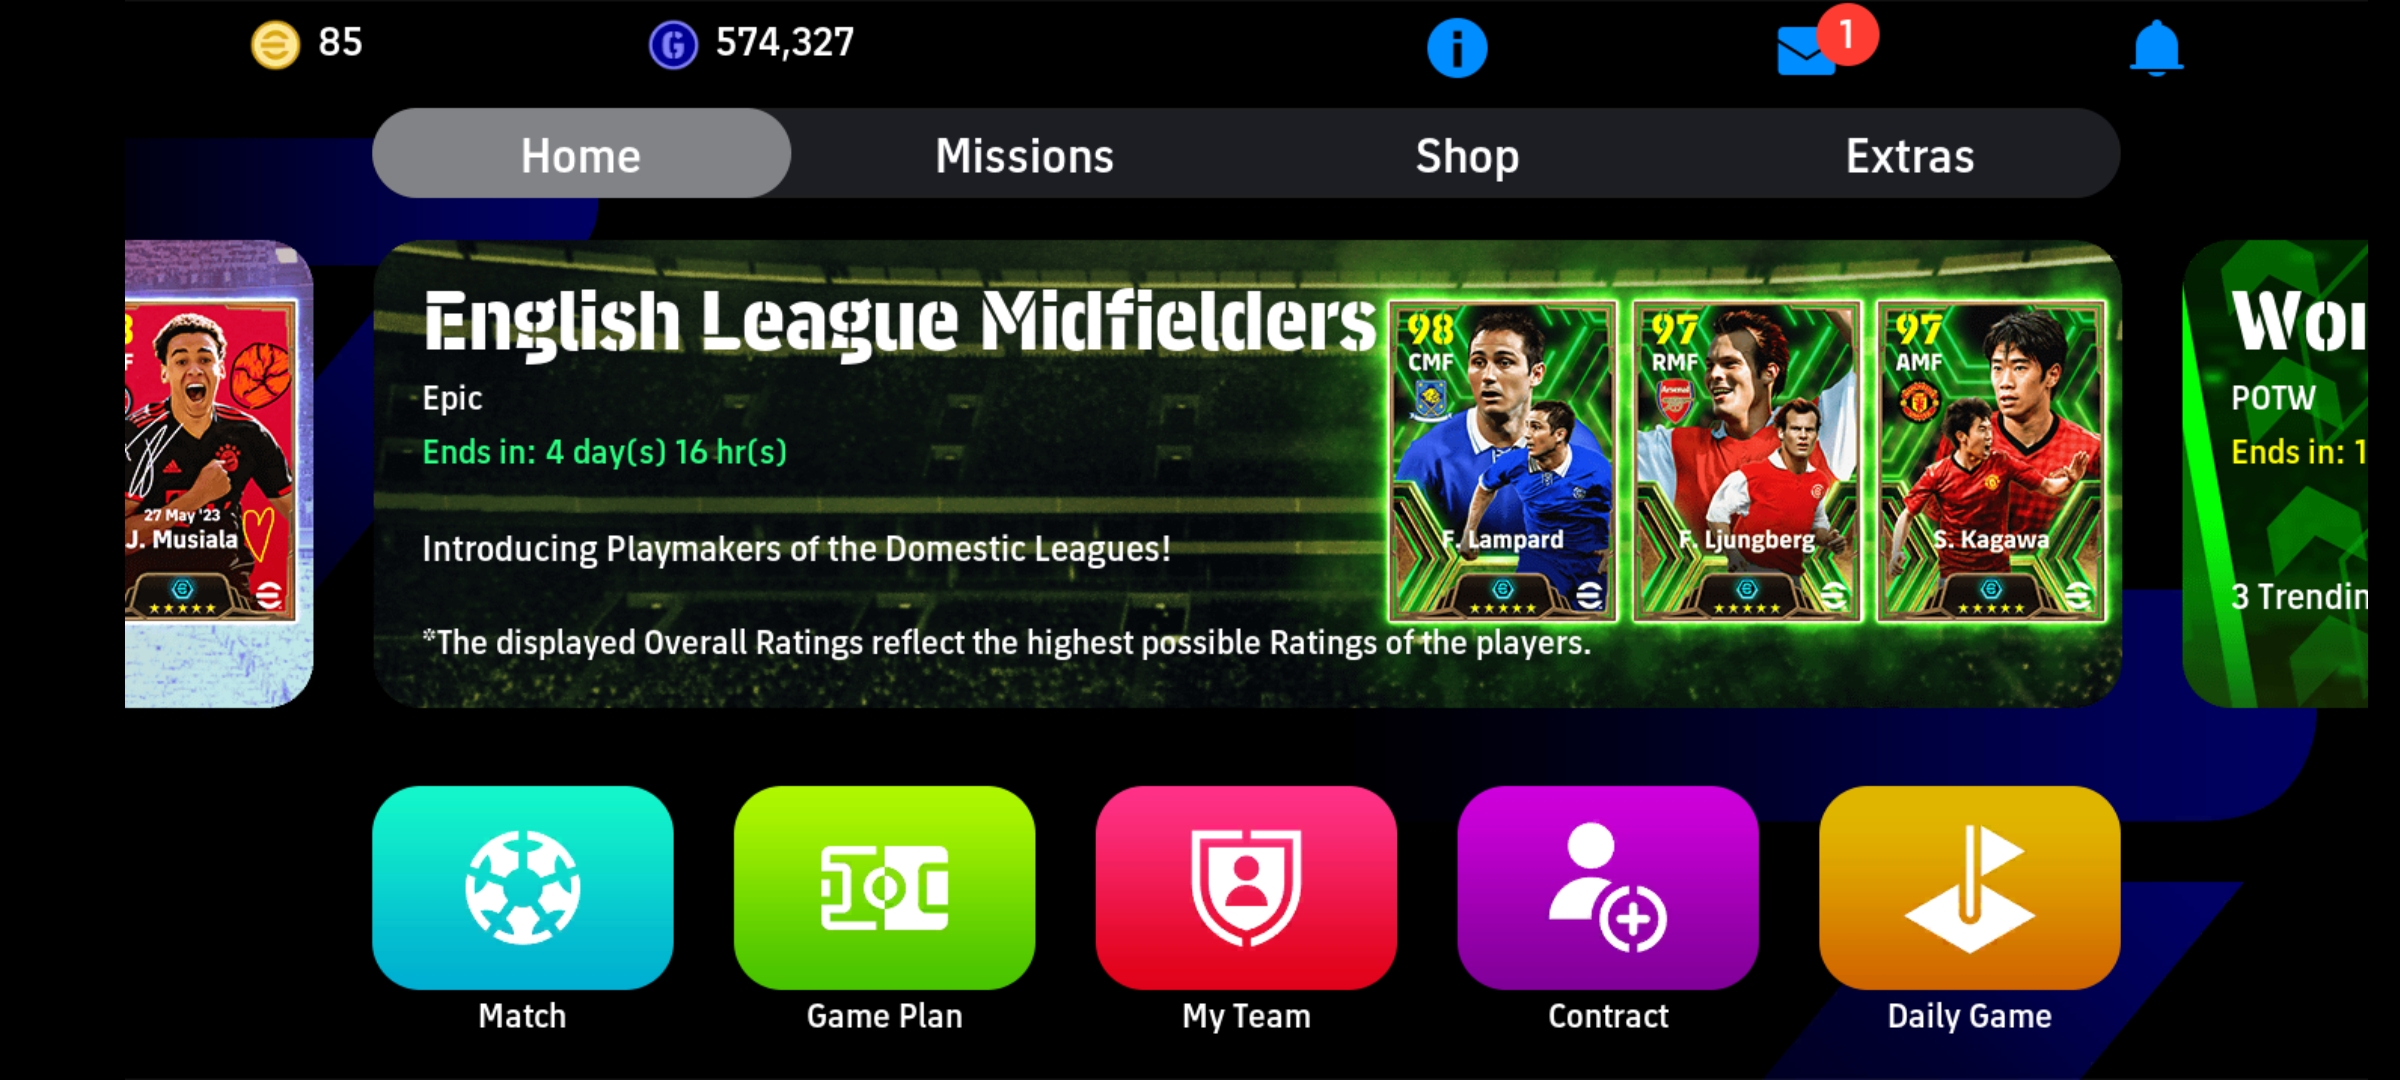 85
574,327
1
Home
Missions
Shop
Extras
27 May '23
J. Musiala
English League Midfielders
Epic
Ends in: 4 day(s) 16 hr(s)
Introducing Playmakers of the Domestic Leagues!
*The displayed Overall Ratings reflect the highest possible Ratings of the players.
98
CMF
F. Lampard
97
RMF
Arsenal
F. Ljungberg
97
AMF
S. Kagawa
POTW
Ends in: 1
3
Match
Game Plan
My Team
Contract
Daily Game